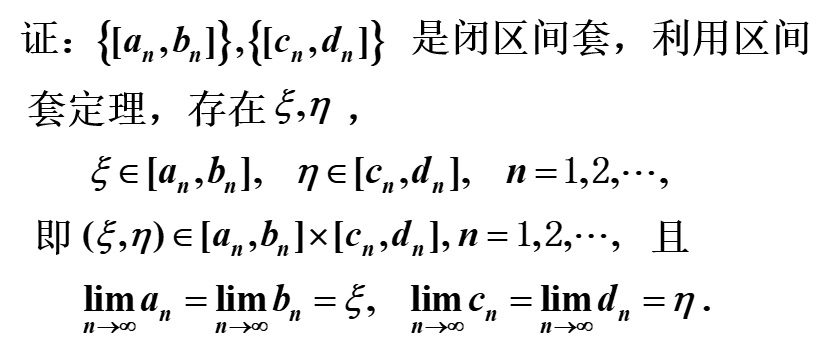 证：{[aₙ,bₙ]},{[cₙ,dₙ]} 是闭区间套，利用区间
套定理，存在 ξ,η ，
ξ∈[aₙ,bₙ], η∈[cₙ,dₙ], n=1,2,⋯,
即 (ξ,η)∈[aₙ,bₙ]×[cₙ,dₙ], n=1,2,⋯, 且
lim_{n→∞} aₙ = lim_{n→∞} bₙ = ξ, lim_{n→∞} cₙ = lim_{n→∞} dₙ = η .